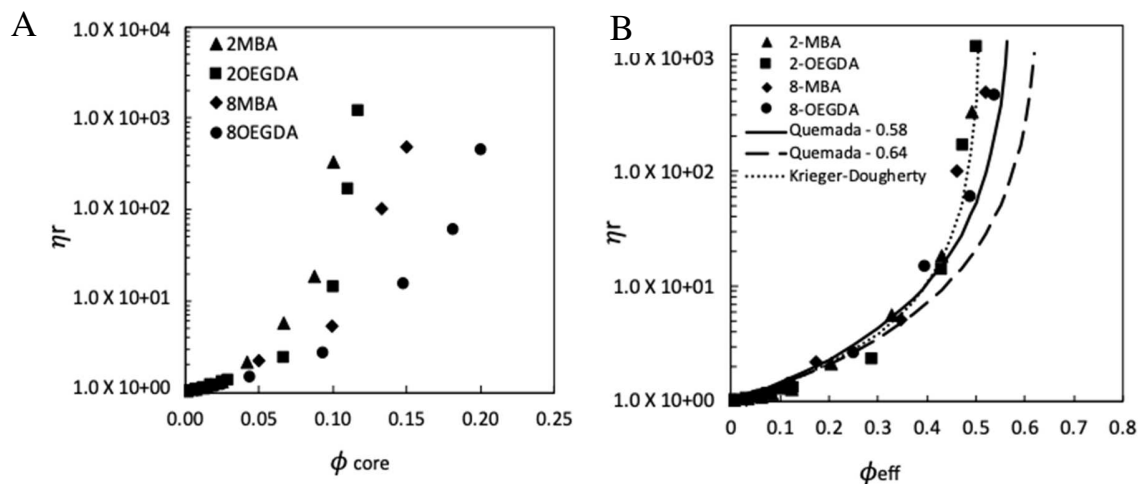 A
1.0 X 10+04
1.0 X 10+03
1.0 X 10+02
1.0 X 10+01
1.0 X 10+00
ηr
▲ 2MBA
■ 2OEGDA
◆ 8MBA
● 8OEGDA
0.00 0.05 0.10 0.15 0.20 0.25
ϕ core
B
1.0 X 10+03
1.0 X 10+02
1.0 X 10+01
1.0 X 10+00
ηr
▲ 2-MBA
■ 2-OEGDA
◆ 8-MBA
● 8-OEGDA
Quemada - 0.58
Quemada - 0.64
Krieger-Dougherty
0 0.1 0.2 0.3 0.4 0.5 0.6 0.7 0.8
ϕeff